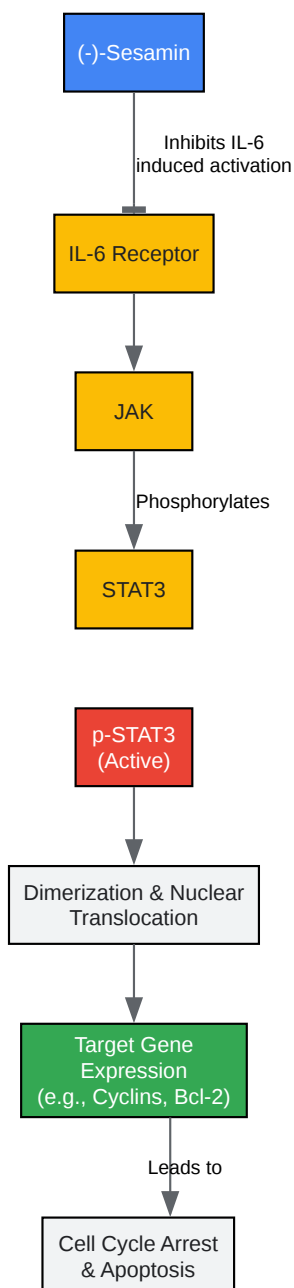 (-)-Sesamin
Inhibits IL-6
induced activation
IL-6 Receptor
JAK
Phosphorylates
STAT3
p-STAT3
(Active)
Dimerization & Nuclear
Translocation
Target Gene
Expression
(e.g., Cyclins, Bcl-2)
Leads to
Cell Cycle Arrest
& Apoptosis